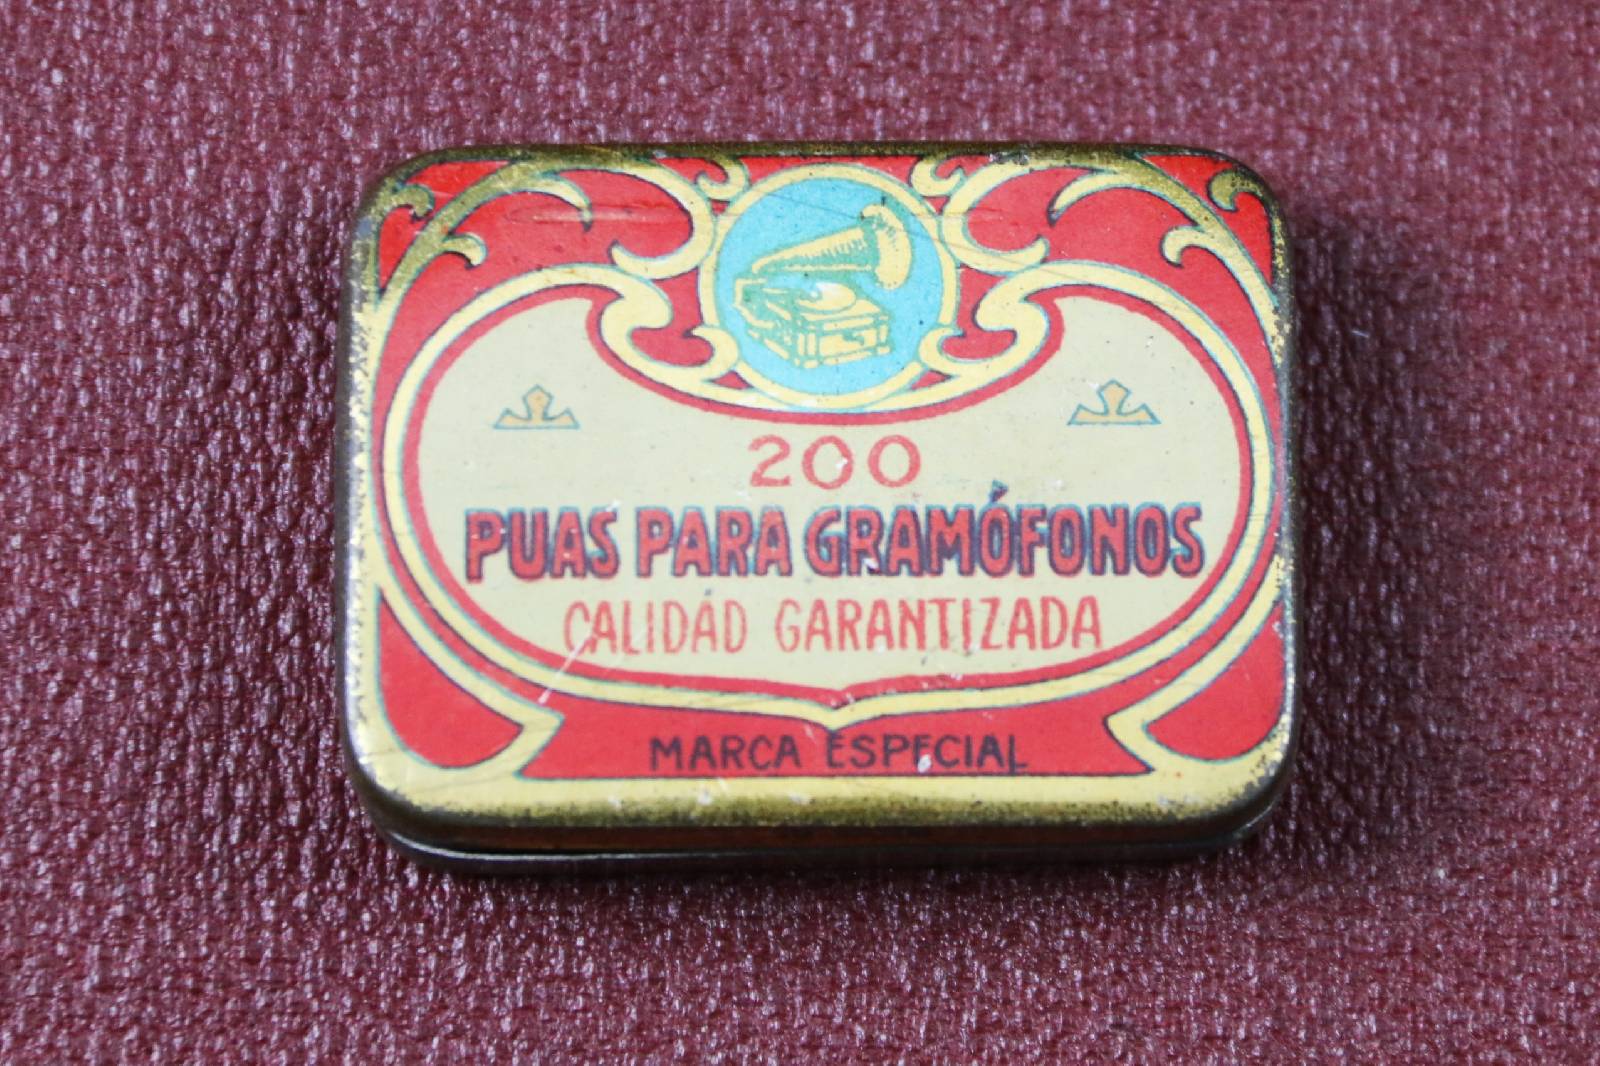 200
PUAS PARA GRAMÓFONOS
CALIDAD GARANTIZADA
MARCA ESPECIAL